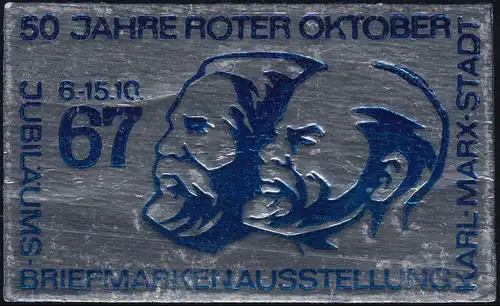 50 JAHRE ROTER OKTOBER
6-15.10.
67
JUBILÄUMS-
BRIEFMARKENAUSSTELLUNG
KARL-MARX-STADT